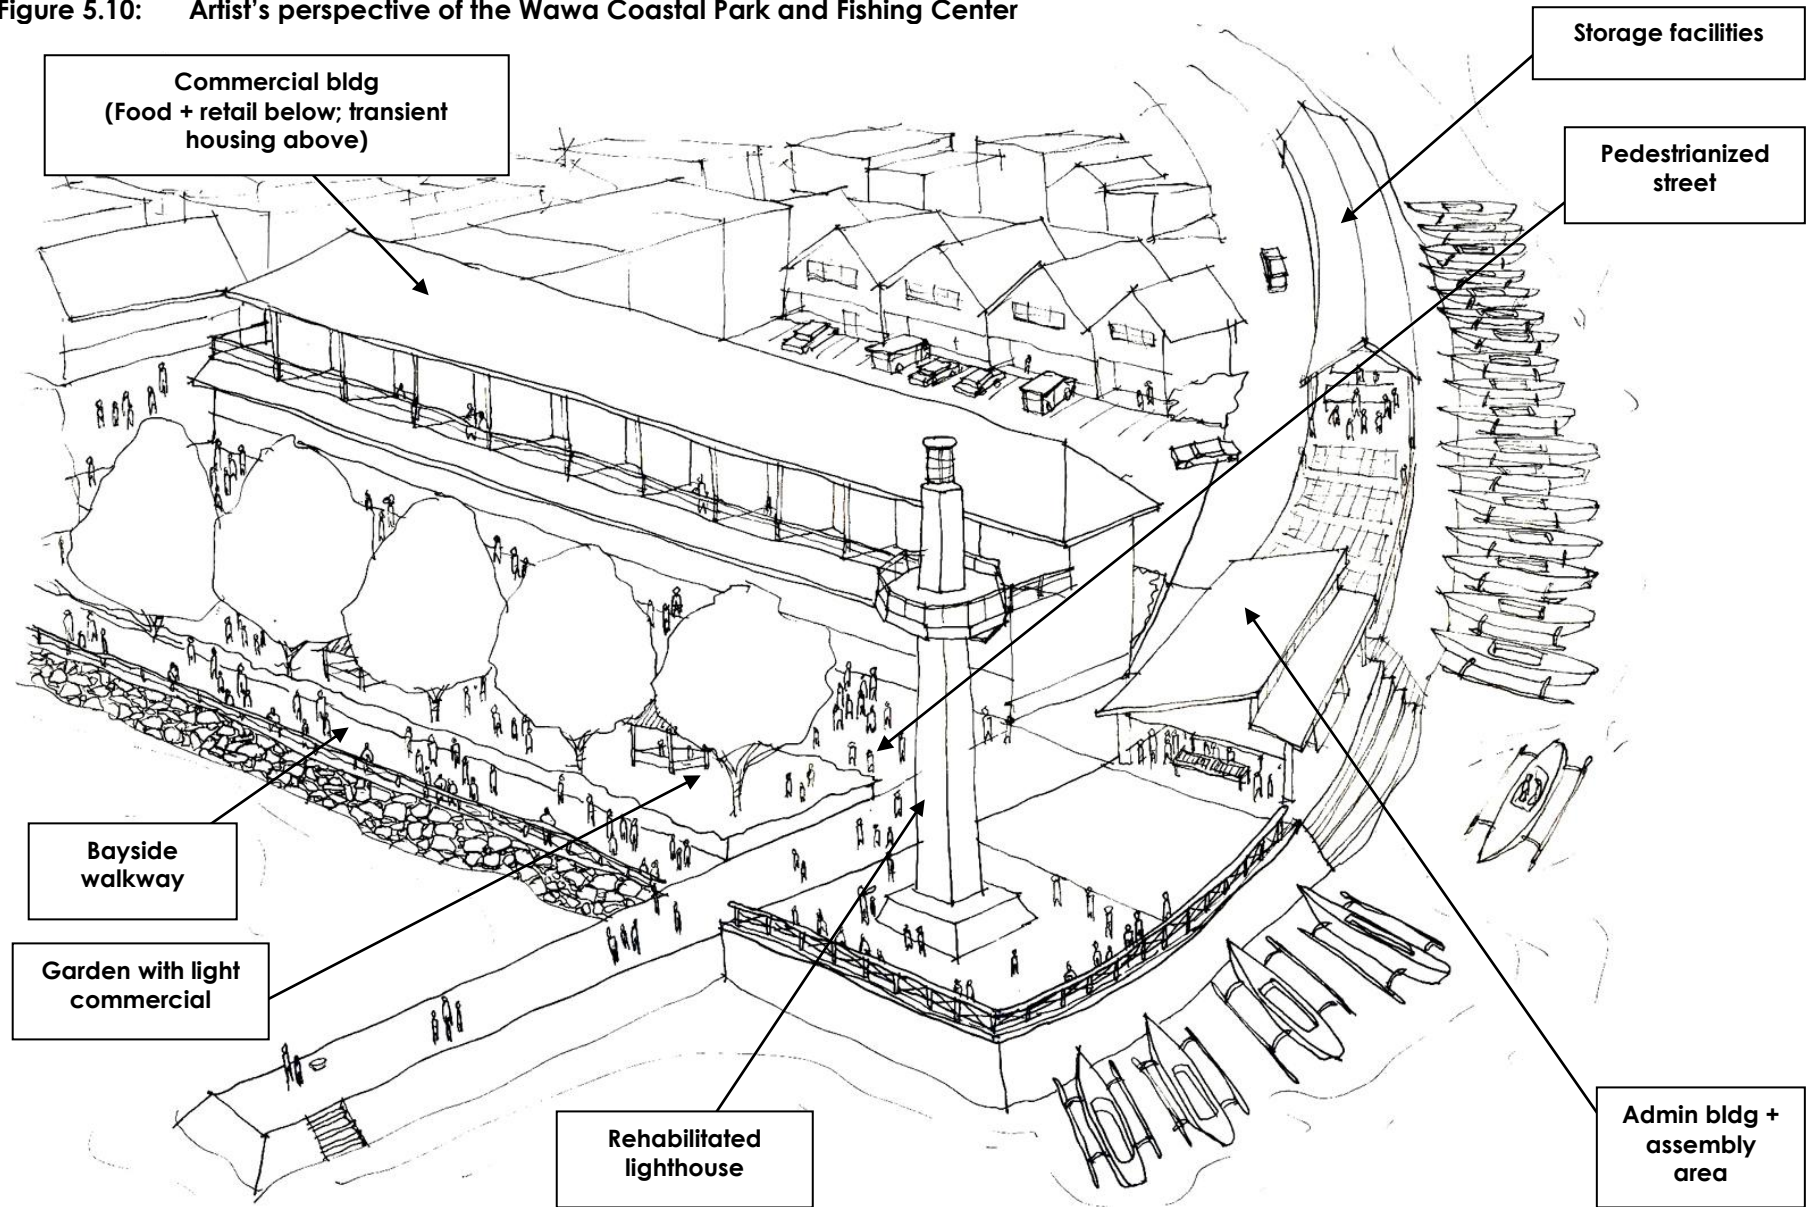 Figure 5.10: Artist's perspective of the Wawa Coastal Park and Fishing Center
Storage facilities
Commercial bldg
(Food + retail below; transient
housing above)
Pedestrianized
street
Bayside
walkway
Garden with light
commercial
Rehabilitated
lighthouse
Admin bldg +
assembly
area